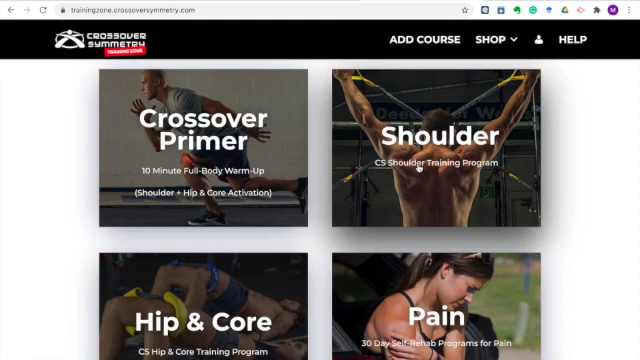 trainingzone.crossoversymmetry.com
M
CROSSOVER
SYMMETRY
TRAINING ZONE
ADD COURSE
SHOP
HELP
Crossover
Primer
10 Minute Full-Body Warm-Up
(Shoulder + Hip & Core Activation)
Shoulder
CS Shoulder Training Program
Hip & Core
CS Hip & Core Training Program
Pain
30 Day Self-Rehab Programs for Pain